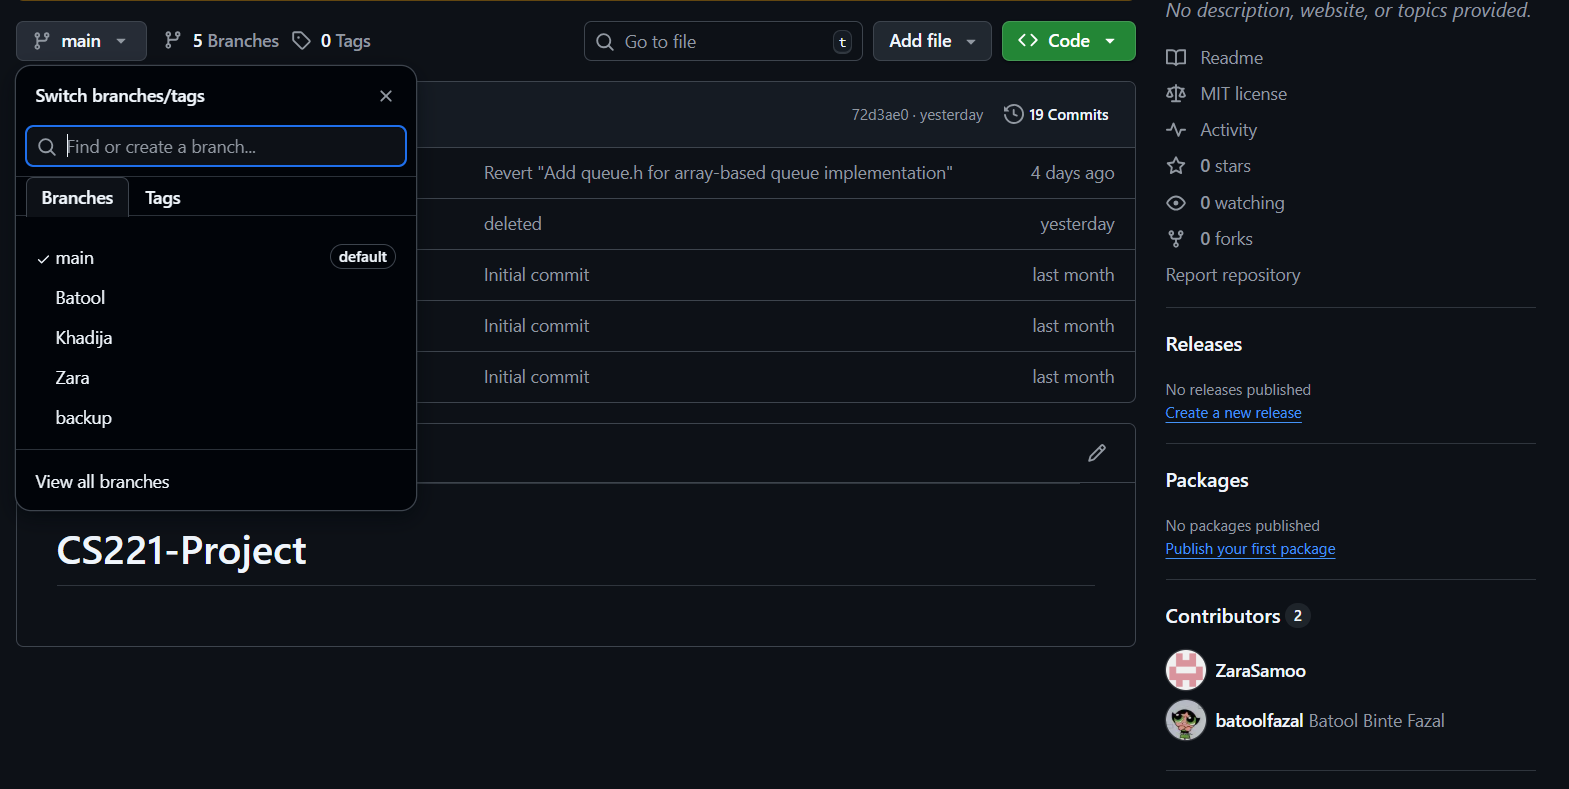 No description, website, or topics provided.
main
5 Branches
0 Tags
Go to file
t
Add file
Code
Switch branches/tags
Find or create a branch...
Branches
Tags
main
default
Batool
Khadija
Zara
backup
View all branches
72d3ae0 · yesterday
19 Commits
Revert "Add queue.h for array-based queue implementation"
4 days ago
deleted
yesterday
Initial commit
last month
Initial commit
last month
Initial commit
last month
CS221-Project
Readme
MIT license
Activity
0 stars
0 watching
0 forks
Report repository
Releases
No releases published
Create a new release
Packages
No packages published
Publish your first package
Contributors 2
ZaraSamoo
batoolfazal Batool Binte Fazal